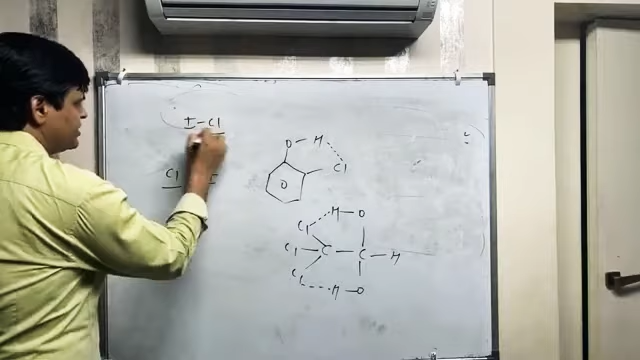 I – Cl
O – H
Cl
Cl I
H – O
Cl
Cl – C – C – H
Cl
H – O